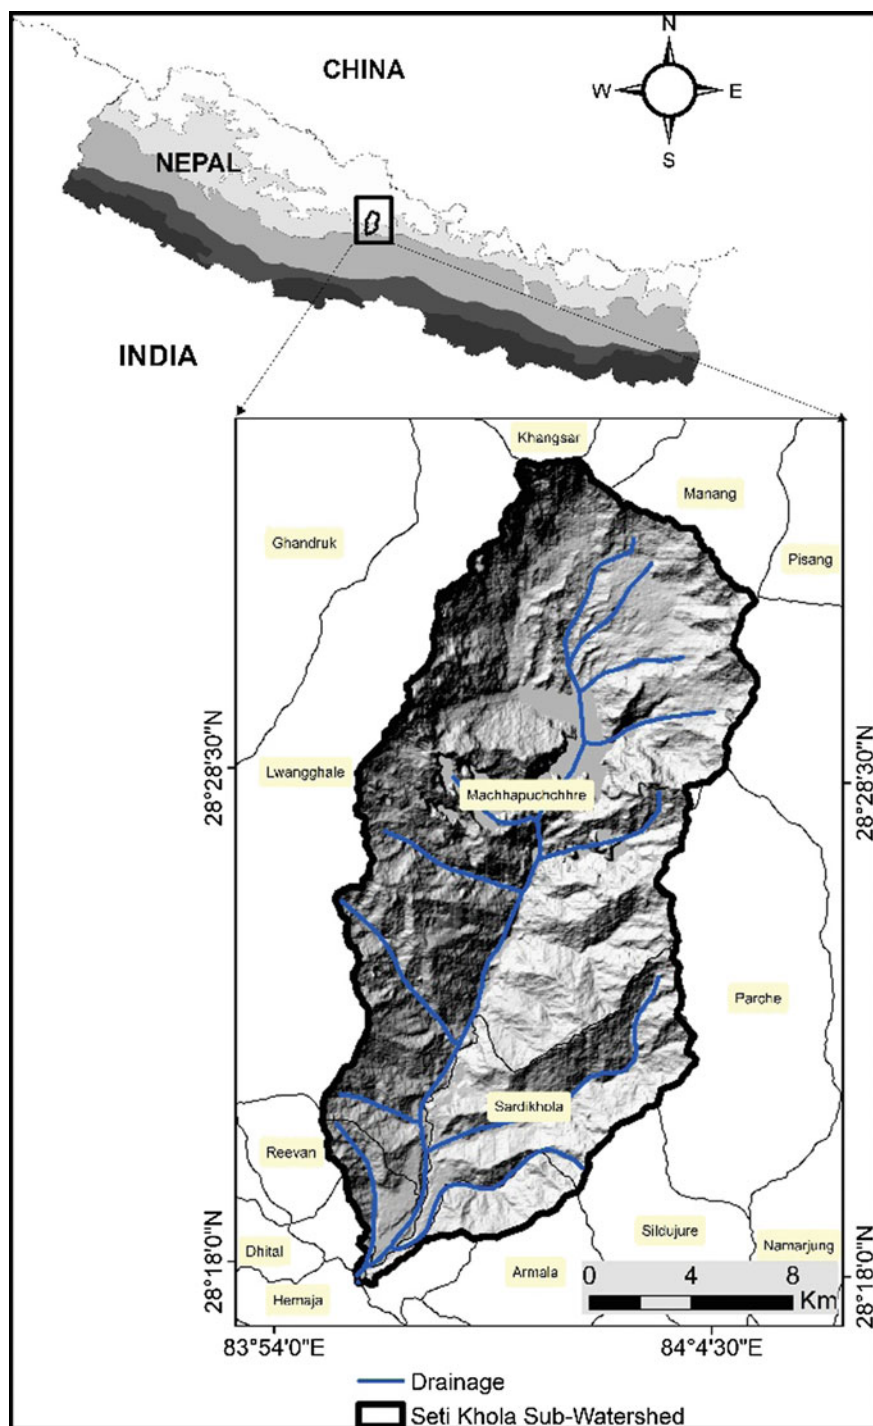 N
CHINA
W
E
S
NEPAL
INDIA
Khangsar
Manang
Ghandruk
Pisang
28°28'30"N
28°28'30"N
Lwangghale
Machhapuchchhre
Parche
Sardikhola
Reevan
Sildujure
Namarjung
Dhital
Armala
28°18'0"N
28°18'0"N
Hemaja
0 4 8
Km
83°54'0"E
84°4'30"E
Drainage
Seti Khola Sub-Watershed